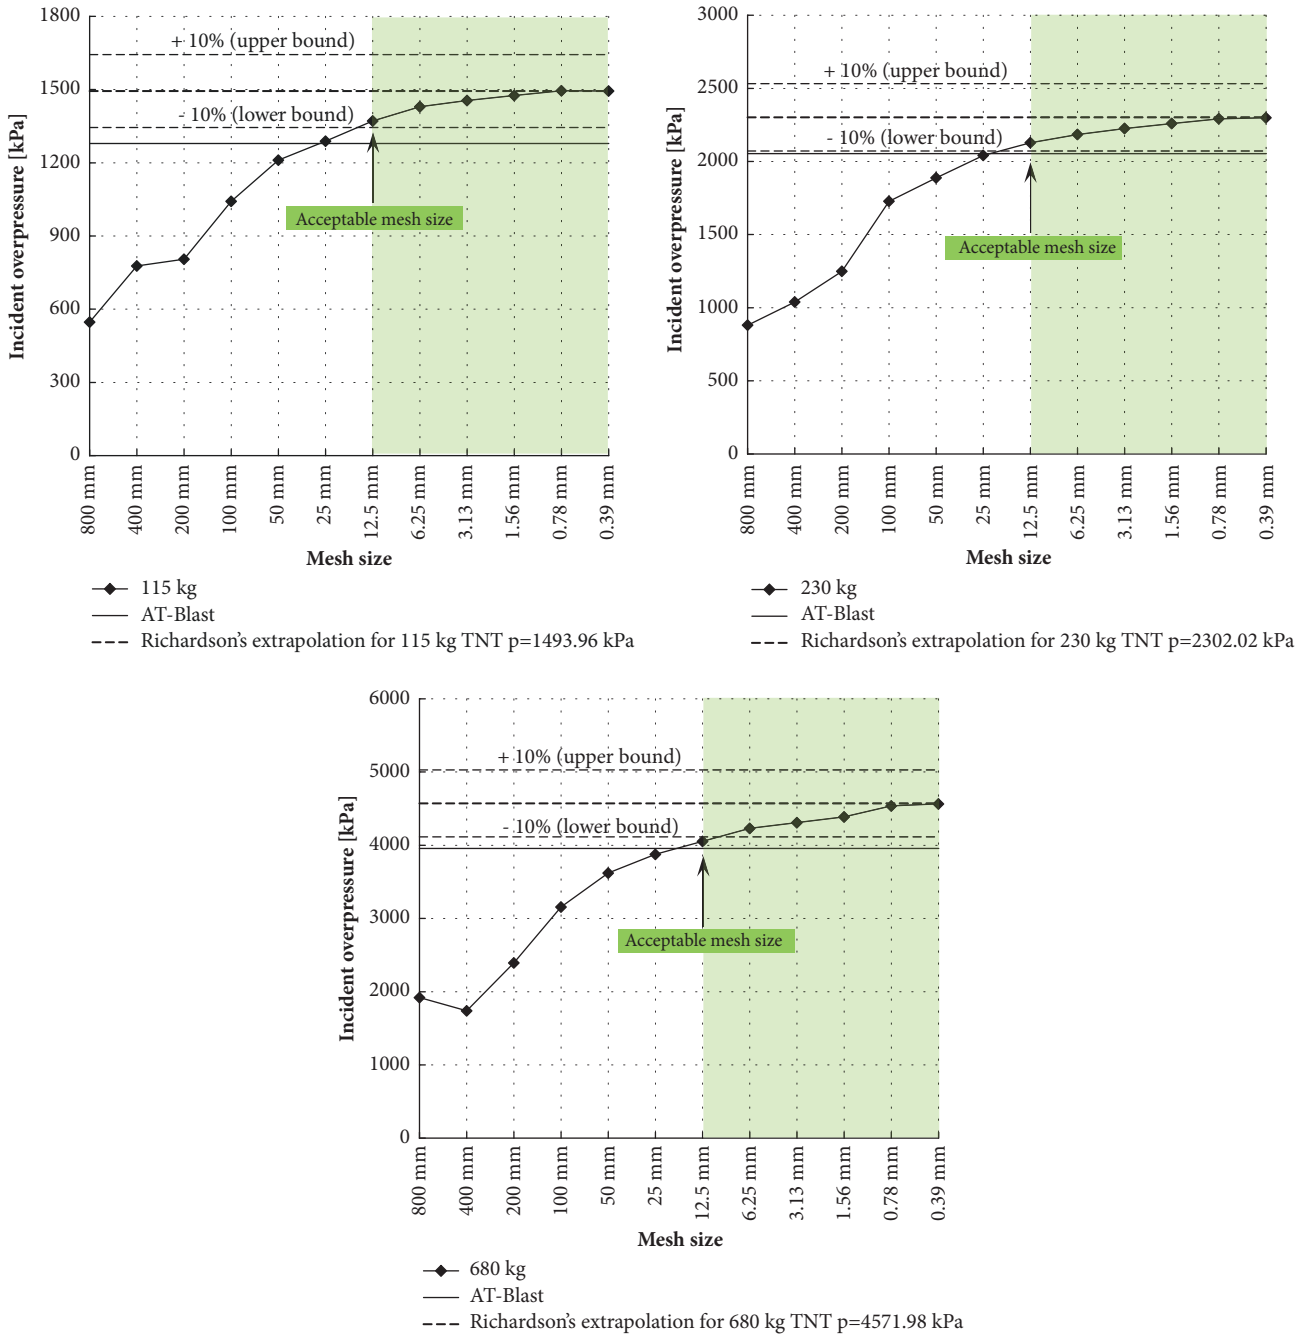 1800
1500
1200
900
600
300
0
Incident overpressure [kPa]
+ 10% (upper bound)
- 10% (lower bound)
Acceptable mesh size
800 mm
400 mm
200 mm
100 mm
50 mm
25 mm
12.5 mm
6.25 mm
3.13 mm
1.56 mm
0.78 mm
0.39 mm
Mesh size
115 kg
AT-Blast
Richardson's extrapolation for 115 kg TNT p=1493.96 kPa
3000
2500
2000
1500
1000
500
0
Incident overpressure [kPa]
+ 10% (upper bound)
- 10% (lower bound)
Acceptable mesh size
800 mm
400 mm
200 mm
100 mm
50 mm
25 mm
12.5 mm
6.25 mm
3.13 mm
1.56 mm
0.78 mm
0.39 mm
Mesh size
230 kg
AT-Blast
Richardson's extrapolation for 230 kg TNT p=2302.02 kPa
6000
5000
4000
3000
2000
1000
0
Incident overpressure [kPa]
+ 10% (upper bound)
- 10% (lower bound)
Acceptable mesh size
800 mm
400 mm
200 mm
100 mm
50 mm
25 mm
12.5 mm
6.25 mm
3.13 mm
1.56 mm
0.78 mm
0.39 mm
Mesh size
680 kg
AT-Blast
Richardson's extrapolation for 680 kg TNT p=4571.98 kPa